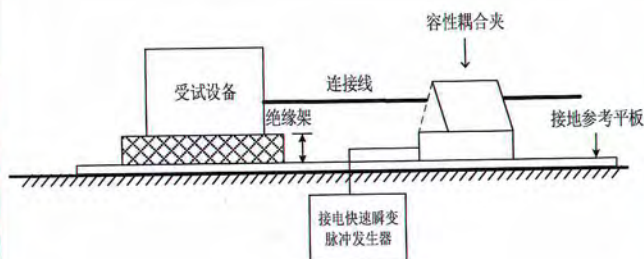 容性耦合夹
受试设备
连接线
绝缘架
接地参考平板
接电快速瞬变
脉冲发生器